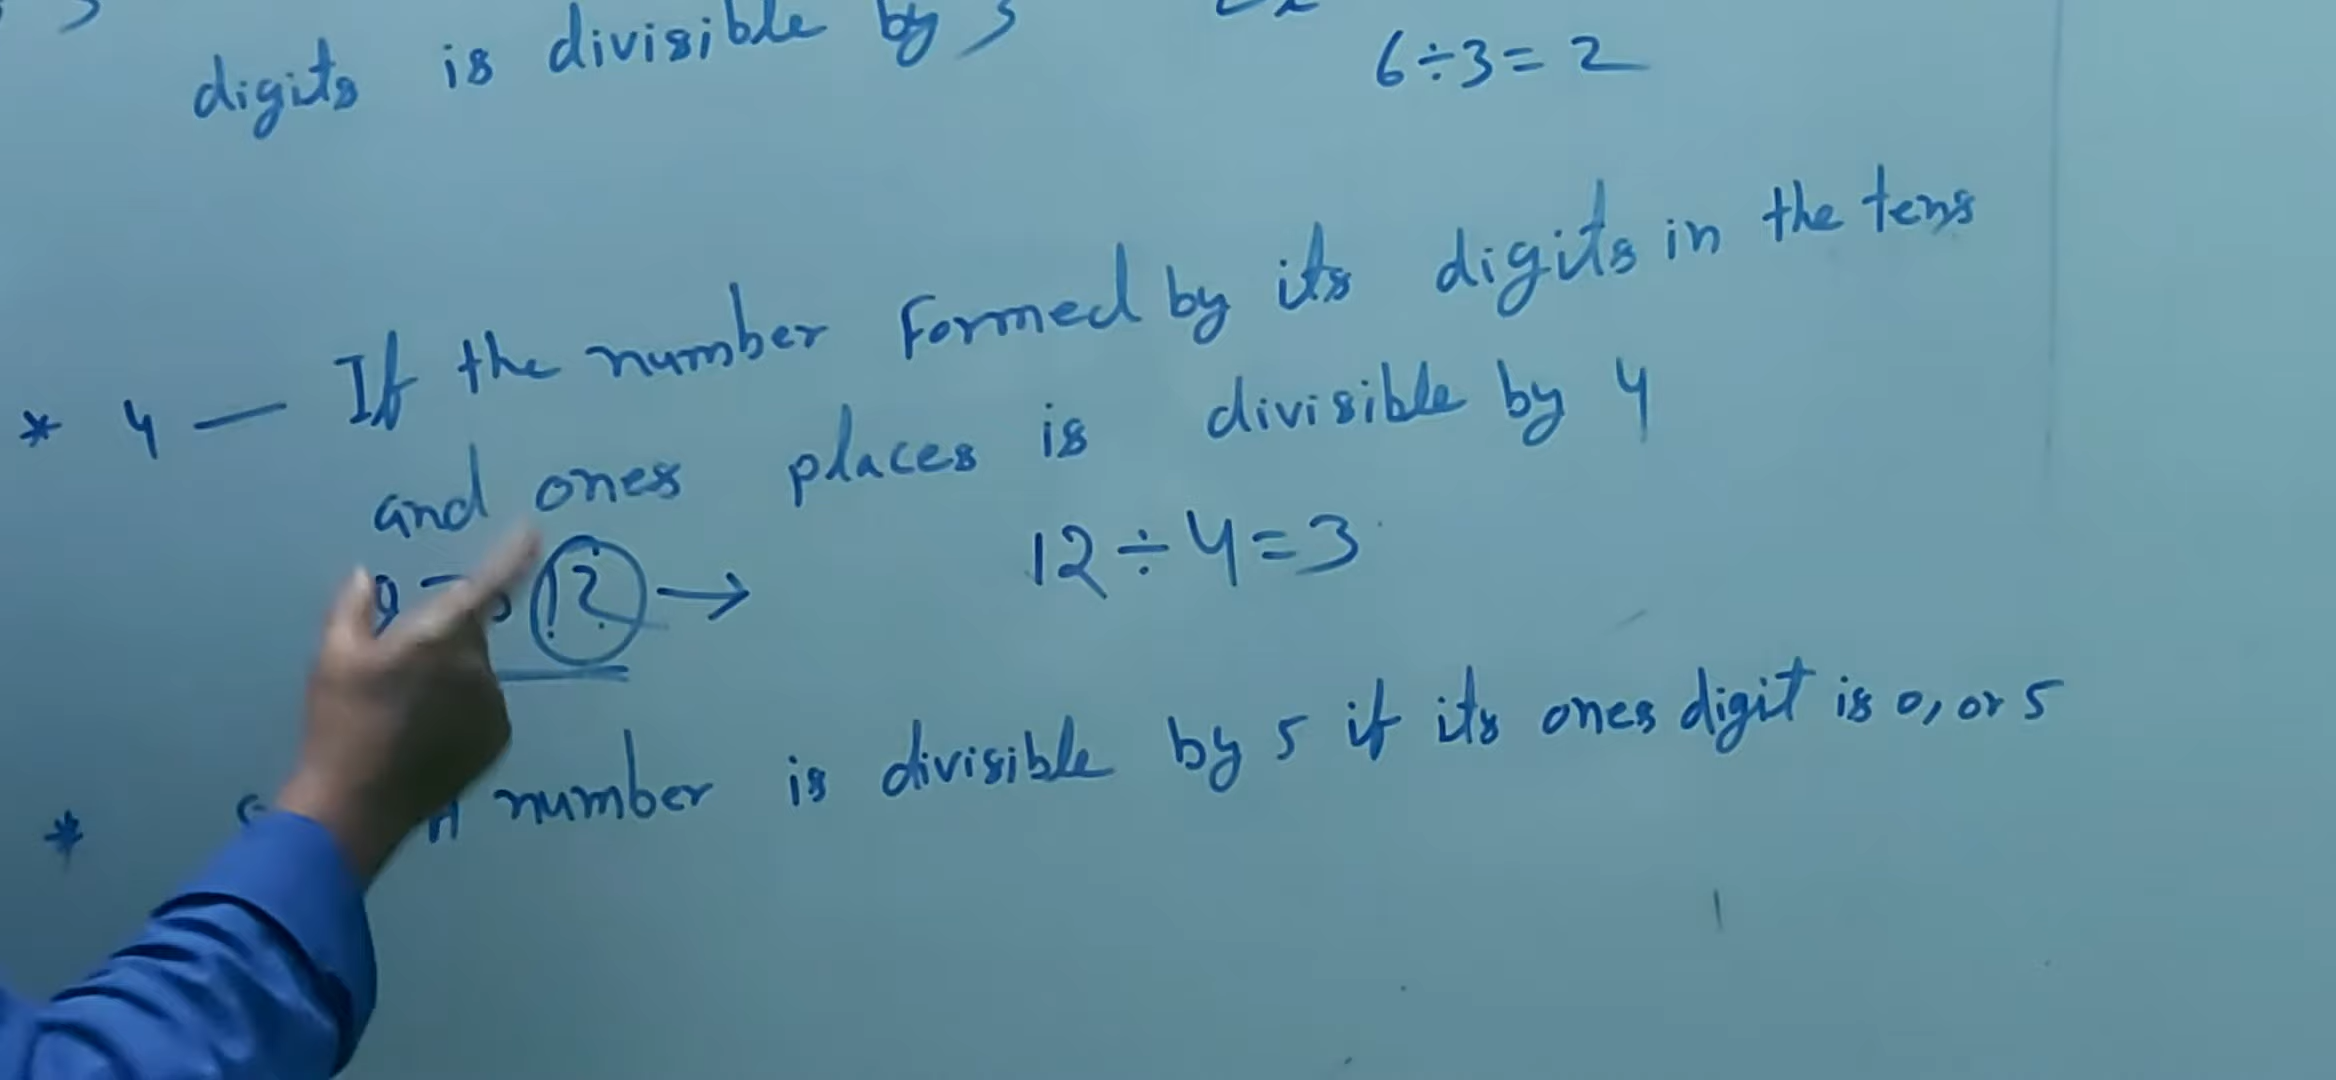 digits is divisible by 3
6÷3=2
* 4 — If the number Formed by its digits in the tens
and ones places is divisible by 4
12 → 12÷4=3
* number is divisible by 5 if its ones digit is 0, or 5